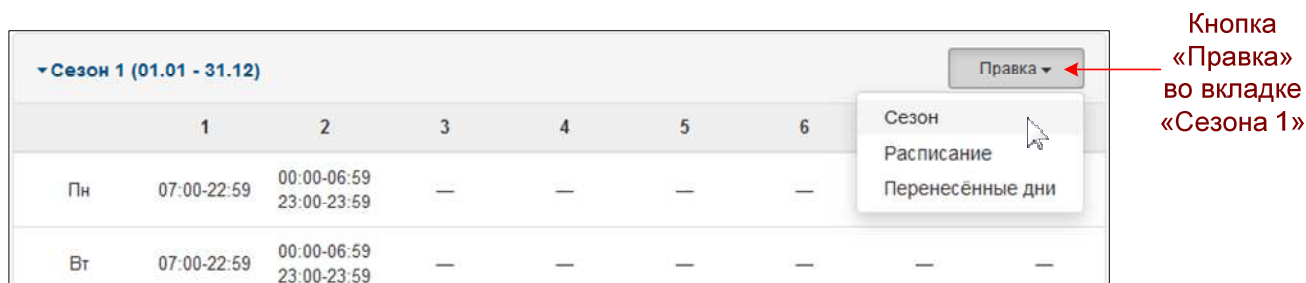 Кнопка
«Правка»
во вкладке
«Сезона 1»
Сезон 1 (01.01 - 31.12)
Правка
1 2 3 4 5 6
Сезон
Расписание
Перенесённые дни
Пн 07:00-22:59 00:00-06:59 — — — —
23:00-23:59
Вт 07:00-22:59 00:00-06:59 — — — — — —
23:00-23:59